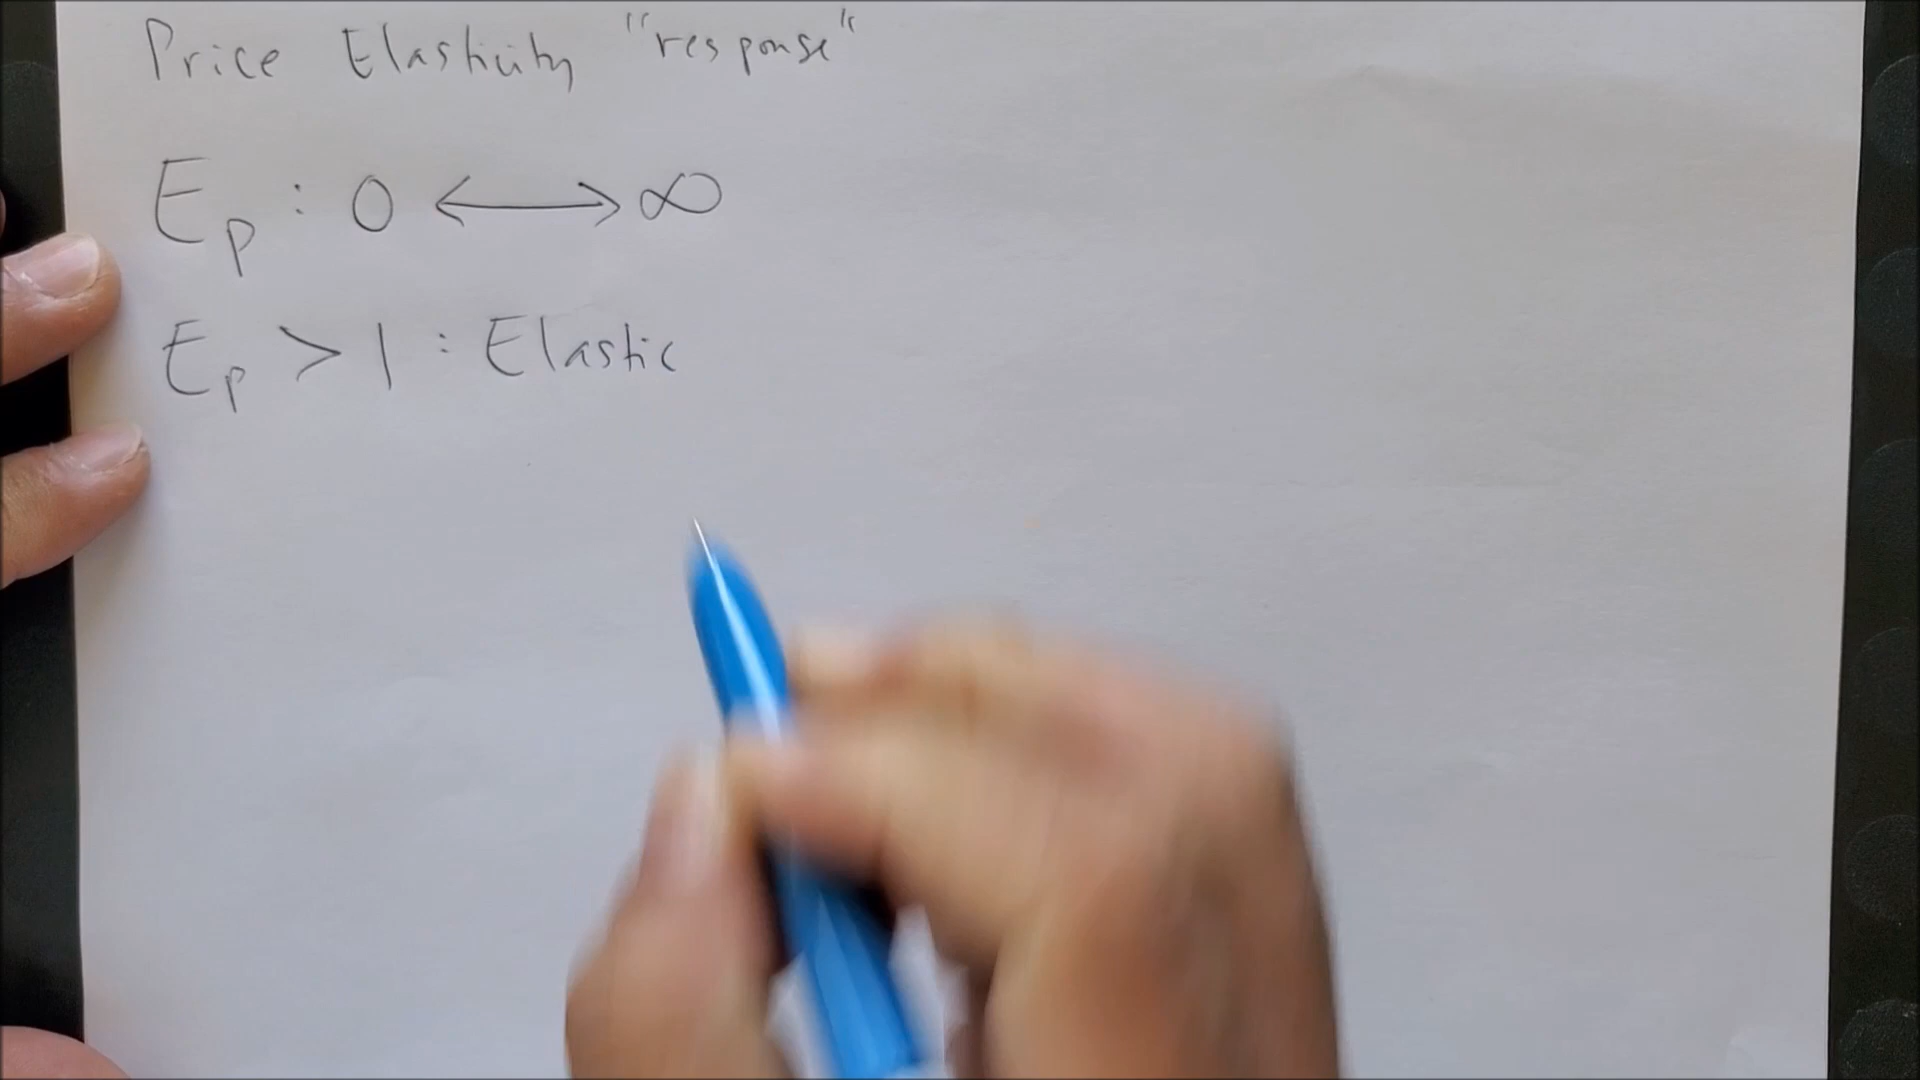 Price Elasticity "response"
Ep : 0 ⟷ ∞
Ep > 1 : Elastic